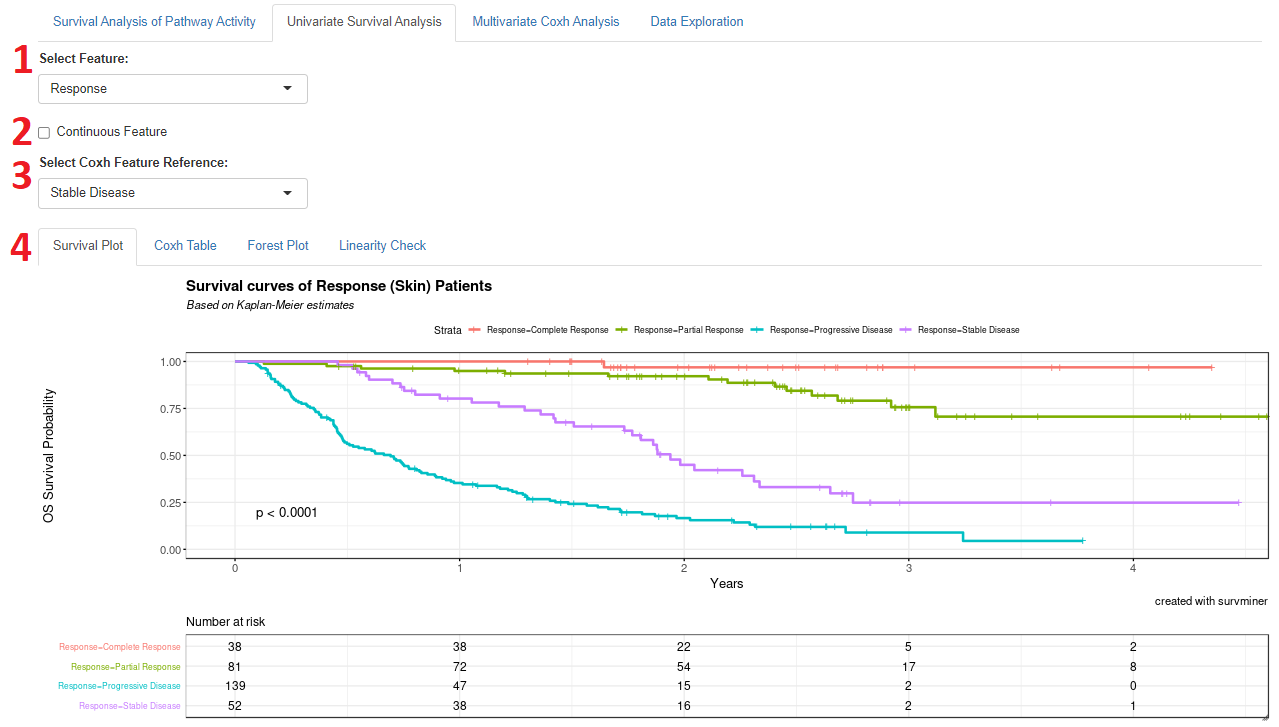 Survival Analysis of Pathway Activity Univariate Survival Analysis Multivariate Coxh Analysis Data Exploration
1 Select Feature:
Response
2 Continuous Feature
3 Select Coxh Feature Reference:
Stable Disease
4 Survival Plot Coxh Table Forest Plot Linearity Check
Survival curves of Response (Skin) Patients
Based on Kaplan-Meier estimates
Strata Response=Complete Response Response=Partial Response Response=Progressive Disease Response=Stable Disease
OS Survival Probability
1.00
0.75
0.50
0.25
0.00
p < 0.0001
0 1 2 3 4
Years
created with survminer
Number at risk
Response=Complete Response 38 38 22 5 2
Response=Partial Response 81 72 54 17 8
Response=Progressive Disease 139 47 15 2 0
Response=Stable Disease 52 38 16 2 1